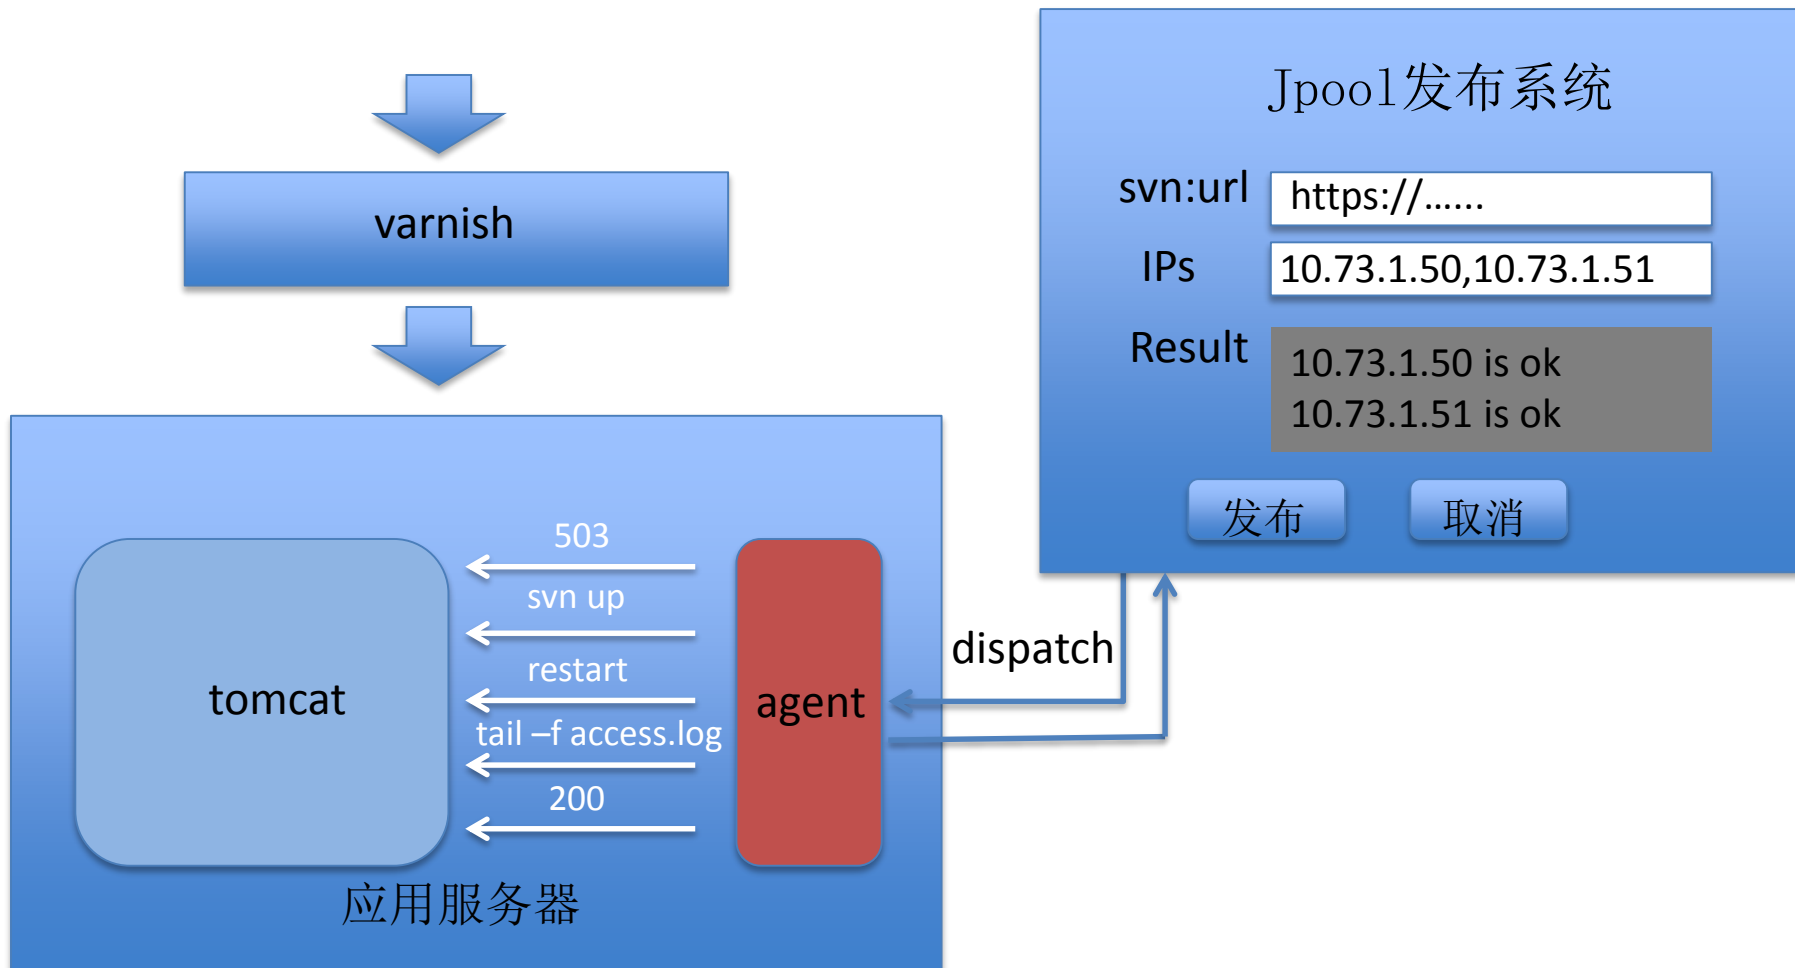 varnish
503
svn up
restart
tail –f access.log
200
tomcat
agent
应用服务器
dispatch
Jpool发布系统
svn:url
https://…...
IPs
10.73.1.50,10.73.1.51
Result
10.73.1.50 is ok
10.73.1.51 is ok
发布
取消